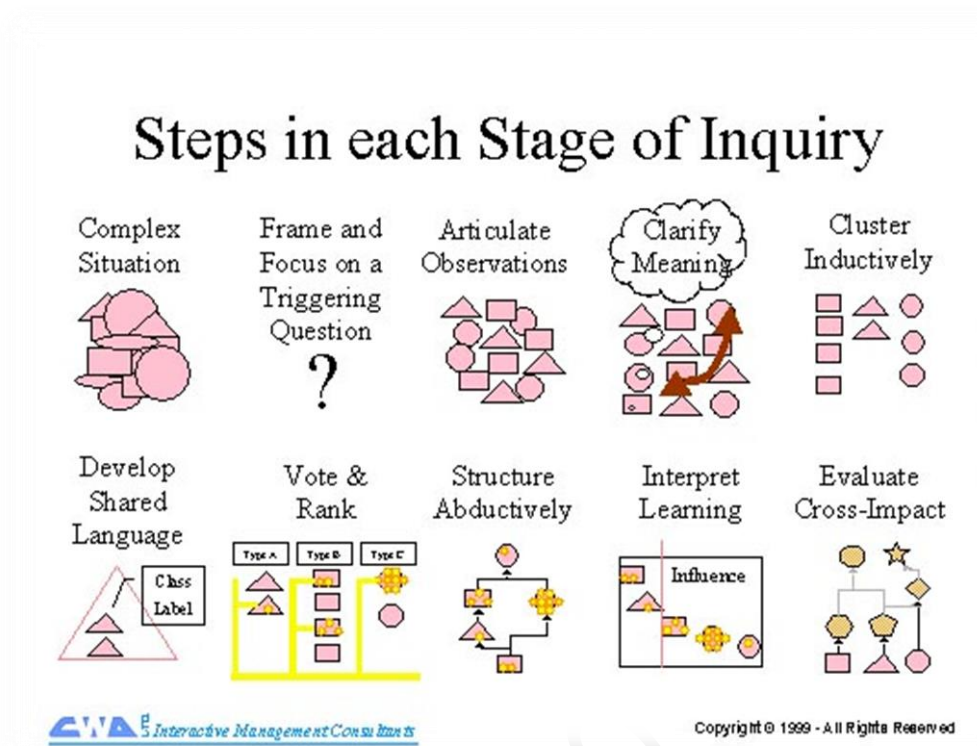 Steps in each Stage of Inquiry
Complex
Situation
Frame and
Focus on a
Triggering
Question
?
Articulate
Observations
Clarify
Meaning
Cluster
Inductively
Develop
Shared
Language
Class
Label
Vote &
Rank
Type A
Type B
Type C
Structure
Abductively
Interpret
Learning
Influence
Evaluate
Cross-Impact
CWA
Interactive Management Consultants
Copyright © 1999 - All Rights Reserved